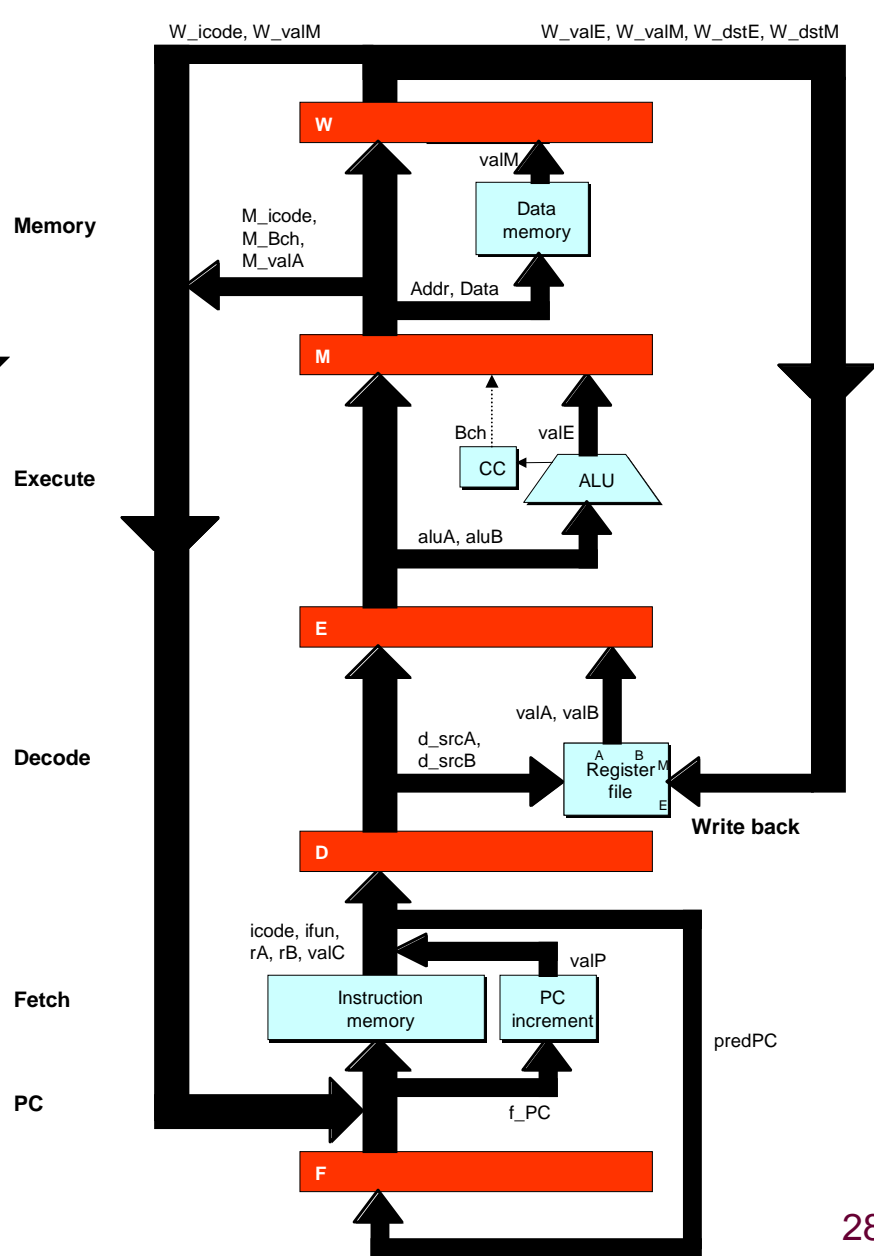 W_icode, W_valM
W_valE, W_valM, W_dstE, W_dstM
W
valM
Data
memory
Memory
M_icode,
M_Bch,
M_valA
Addr, Data
M
Bch
valE
CC
ALU
Execute
aluA, aluB
E
valA, valB
d_srcA,
d_srcB
A
B
M
Register
file
E
Decode
Write back
D
icode, ifun,
rA, rB, valC
valP
Fetch
Instruction
memory
PC
increment
predPC
PC
f_PC
F
28